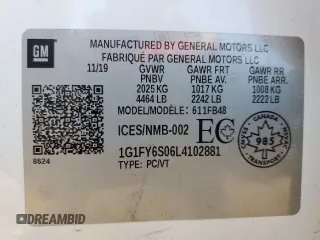 GM
MANUFACTURED BY GENERAL MOTORS LLC
FABRIQUÉ PAR GENERAL MOTORS LLC
11/19 GVWR GAWR FRT GAWR RR
PNBV PNBE AV. PNBE ARR.
2025 KG 1017 KG 1008 KG
4464 LB 2242 LB 2222 LB
MODEL/MODÈLE: 611FB48
ICES/NMB-002 EC
985
8624
1G1FY6S06L4102881
TYPE: PC/VT
DREAMBID